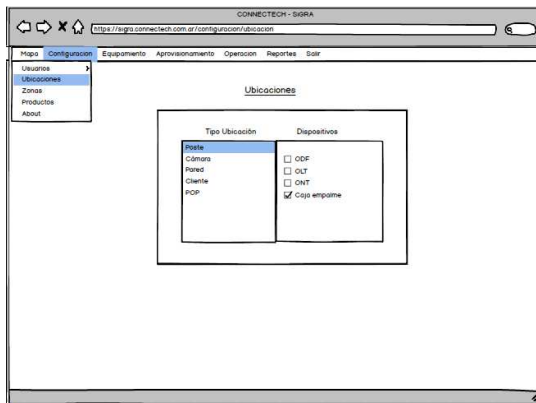 CONNECTECH - SIGRA
https://sigra.connectech.com.ar/configuracion/ubicacion
Mapa Configuracion Equipamiento Aprovisionamiento Operacion Reportes Salir
Usuarios
Ubicaciones
Zonas
Productos
About
Ubicaciones
Tipo Ubicación Dispositivos
Poste
Cámara
Pared
Cliente
POP
ODF
OLT
ONT
Caja empalme